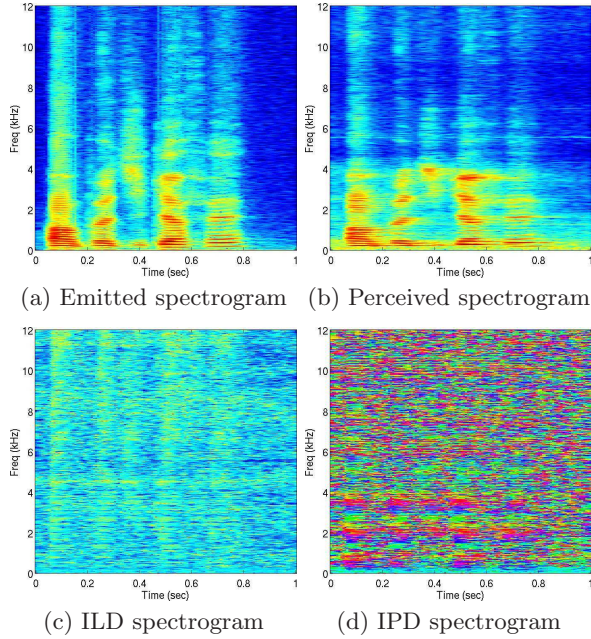 12
10
8
6
4
2
0
Freq (kHz)
0 0.2 0.4 0.6 0.8 1
Time (sec)
(a) Emitted spectrogram
12
10
8
6
4
2
0
Freq (kHz)
0 0.2 0.4 0.6 0.8 1
Time (sec)
(b) Perceived spectrogram
12
10
8
6
4
2
0
Freq (kHz)
0 0.2 0.4 0.6 0.8 1
Time (sec)
(c) ILD spectrogram
12
10
8
6
4
2
0
Freq (kHz)
0 0.2 0.4 0.6 0.8 1
Time (sec)
(d) IPD spectrogram